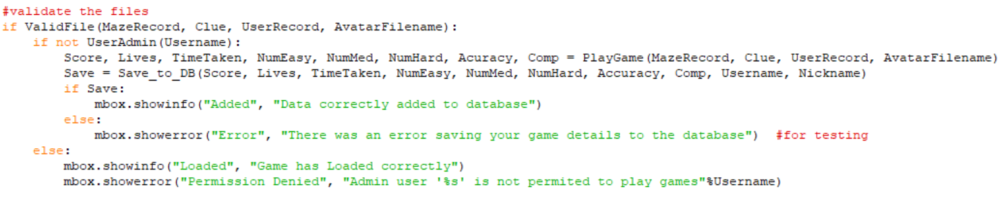 #validate the files
if ValidFile(MazeRecord, Clue, UserRecord, AvatarFilename):
    if not UserAdmin(Username):
        Score, Lives, TimeTaken, NumEasy, NumMed, NumHard, Acuracy, Comp = PlayGame(MazeRecord, Clue, UserRecord, AvatarFilename)
        Save = Save_to_DB(Score, Lives, TimeTaken, NumEasy, NumMed, NumHard, Accuracy, Comp, Username, Nickname)
        if Save:
            mbox.showinfo("Added", "Data correctly added to database")
        else:
            mbox.showerror("Error", "There was an error saving your game details to the database")  #for testing
    else:
        mbox.showinfo("Loaded", "Game has Loaded correctly")
        mbox.showerror("Permission Denied", "Admin user '%s' is not permited to play games"%Username)